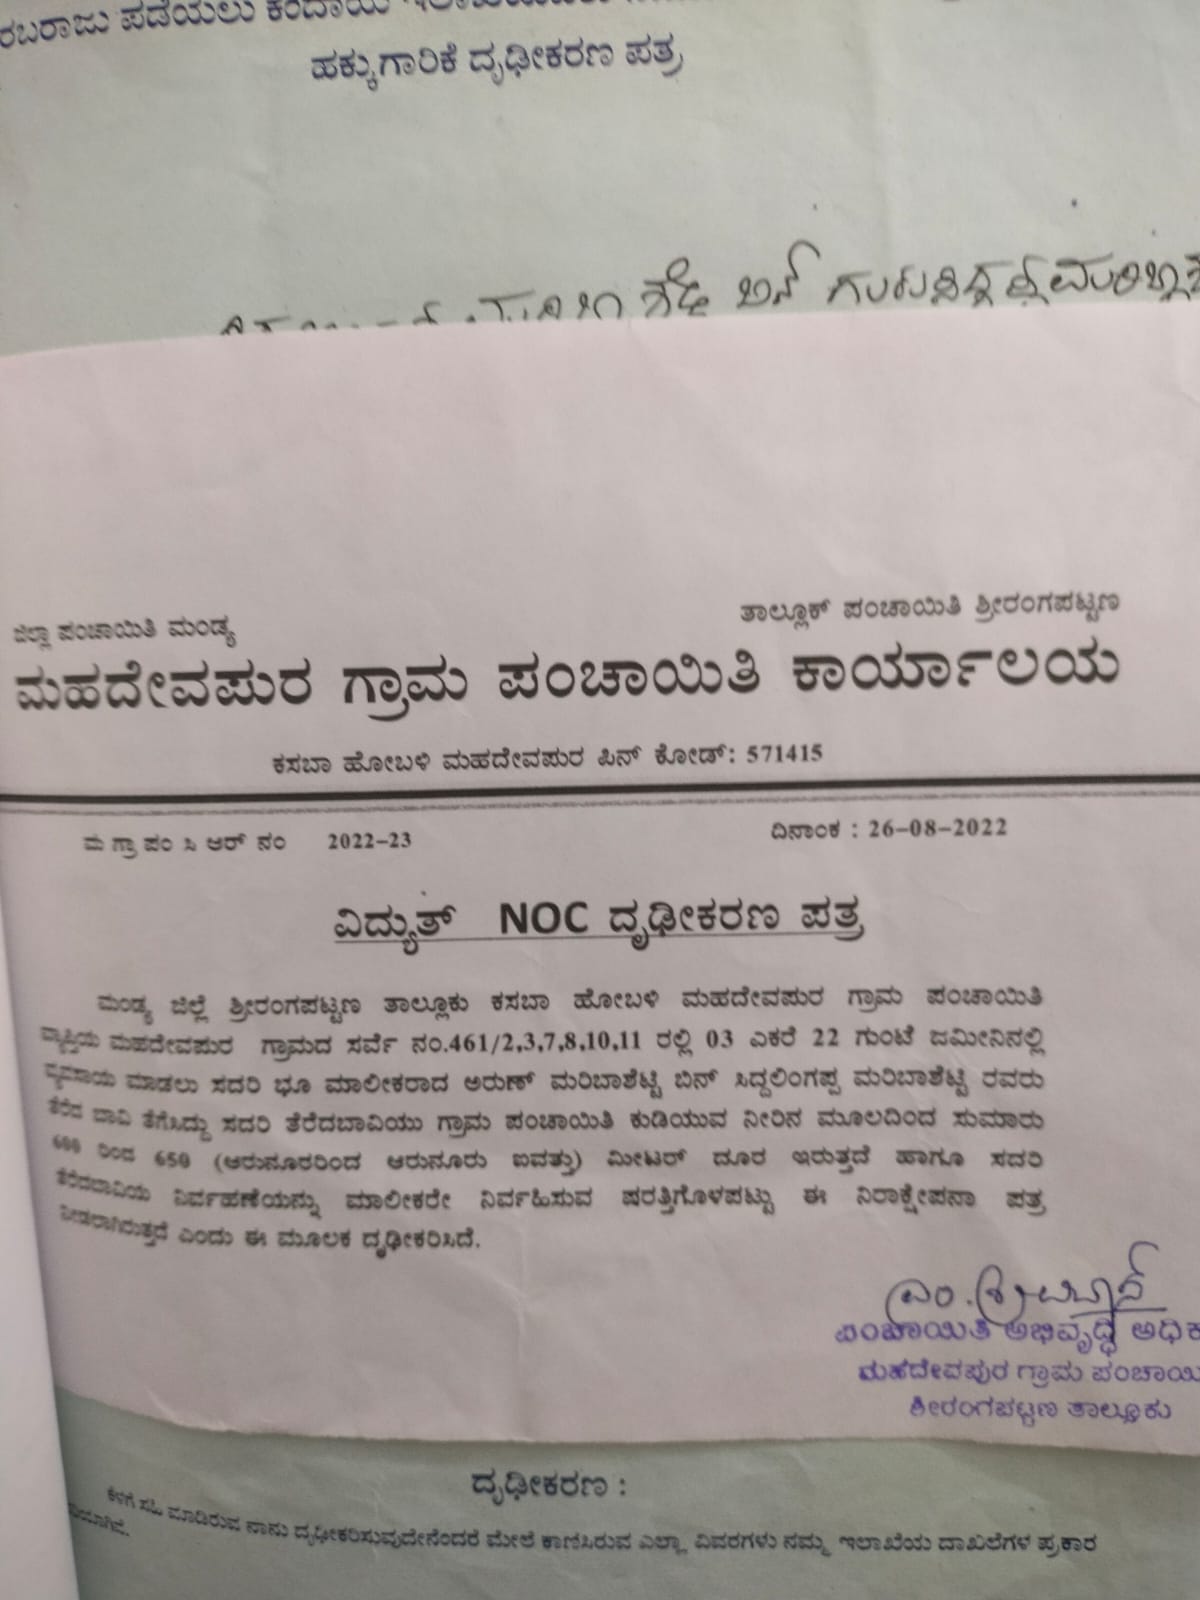 ಪಡೆಯಲು ಕಂದಾಯ
ಹಕ್ಕುಗಾರಿಕೆ ದೃಢೀಕರಣ ಪತ್ರ
ಬಿನ್
ಜಿಲ್ಲಾ ಪಂಚಾಯಿತಿ ಮಂಡ್ಯ
ತಾಲ್ಲೂಕ್ ಪಂಚಾಯಿತಿ ಶ್ರೀರಂಗಪಟ್ಟಣ
ಮಹದೇವಪುರ ಗ್ರಾಮ ಪಂಚಾಯಿತಿ ಕಾರ್ಯಾಲಯ
ಕಸಬಾ ಹೋಬಳಿ ಮಹದೇವಪುರ ಪಿನ್ ಕೋಡ್: 571415
ಮ ಗ್ರಾ ಪಂ ಸಿ ಆರ್ ನಂ 2022-23
ದಿನಾಂಕ : 26-08-2022
ವಿದ್ಯುತ್ NOC ದೃಢೀಕರಣ ಪತ್ರ
ಮಂಡ್ಯ ಜಿಲ್ಲೆ ಶ್ರೀರಂಗಪಟ್ಟಣ ತಾಲ್ಲೂಕು ಕಸಬಾ ಹೋಬಳಿ ಮಹದೇವಪುರ ಗ್ರಾಮ ಪಂಚಾಯಿತಿ
ವ್ಯಾಪ್ತಿಯ ಮಹದೇವಪುರ ಗ್ರಾಮದ ಸರ್ವೆ ನಂ.461/2,3,7,8,10,11 ರಲ್ಲಿ 03 ಎಕರೆ 22 ಗುಂಟೆ ಜಮೀನಿನಲ್ಲಿ
ವ್ಯವಸಾಯ ಮಾಡಲು ಸದರಿ ಭೂ ಮಾಲೀಕರಾದ ಅರುಣ್ ಮರಿಬಾಶೆಟ್ಟಿ ಬಿನ್ ಸಿದ್ದಲಿಂಗಪ್ಪ ಮರಿಬಾಶೆಟ್ಟಿ ರವರು
ತೆರೆದ ಬಾವಿ ತೆಗೆಸಿದ್ದು ಸದರಿ ತೆರೆದಬಾವಿಯು ಗ್ರಾಮ ಪಂಚಾಯಿತಿ ಕುಡಿಯುವ ನೀರಿನ ಮೂಲದಿಂದ ಸುಮಾರು
600 ರಿಂದ 650 (ಆರುನೂರರಿಂದ ಆರುನೂರು ಐವತ್ತು) ಮೀಟರ್ ದೂರ ಇರುತ್ತದೆ ಹಾಗೂ ಸದರಿ
ತೆರೆದಬಾವಿಯ ನಿರ್ವಹಣೆಯನ್ನು ಮಾಲೀಕರೇ ನಿರ್ವಹಿಸುವ ಷರತ್ತಿಗೊಳಪಟ್ಟು ಈ ನಿರಾಕ್ಷೇಪನಾ ಪತ್ರ
ನೀಡಲಾಗಿರುತ್ತದೆ ಎಂದು ಈ ಮೂಲಕ ದೃಢೀಕರಿಸಿದೆ.
ಪಂಚಾಯಿತಿ ಅಭಿವೃದ್ಧಿ ಅಧಿಕ
ಮಹದೇವಪುರ ಗ್ರಾಮ ಪಂಚಾಯಿ
ಶ್ರೀರಂಗಪಟ್ಟಣ ತಾಲ್ಲೂಕು
ದೃಢೀಕರಣ :
ಕೆಳಗೆ ಸಹಿ ಮಾಡಿರುವ ನಾನು ದೃಢೀಕರಿಸುವುದೇನೆಂದರೆ ಮೇಲೆ ಕಾಣಿಸಿರುವ ಎಲ್ಲಾ ವಿವರಗಳು ನಮ್ಮ ಇಲಾಖೆಯ ದಾಖಲೆಗಳ ಪ್ರಕಾರ